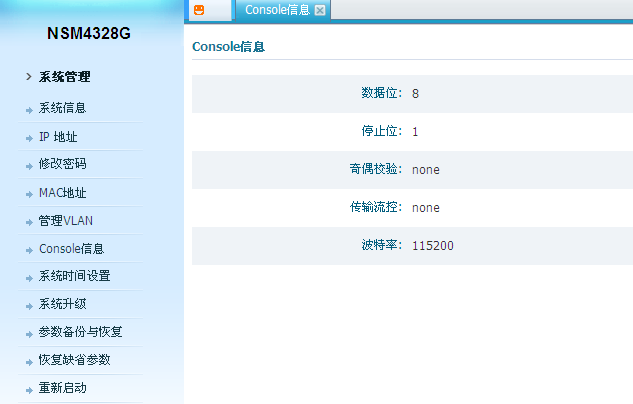 NSM4328G
系统管理
系统信息
IP 地址
修改密码
MAC地址
管理VLAN
Console信息
系统时间设置
系统升级
参数备份与恢复
恢复缺省参数
重新启动
Console信息
Console信息
数据位： 8
停止位： 1
奇偶校验： none
传输流控： none
波特率： 115200